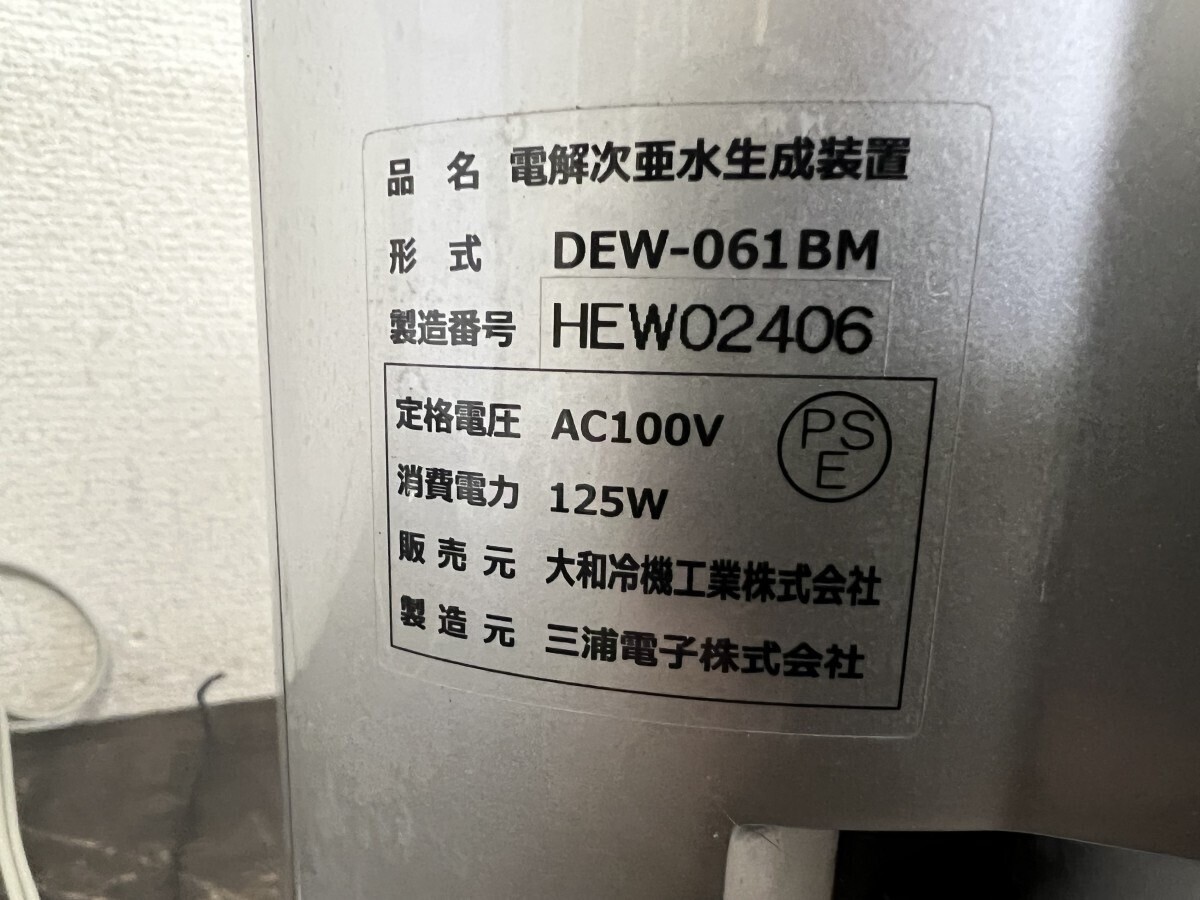 品名 電解次亜水生成装置
形式 DEW-061BM
製造番号 HEW02406
定格電圧 AC100V
PSE
消費電力 125W
販売元 大和冷機工業株式会社
製造元 三浦電子株式会社